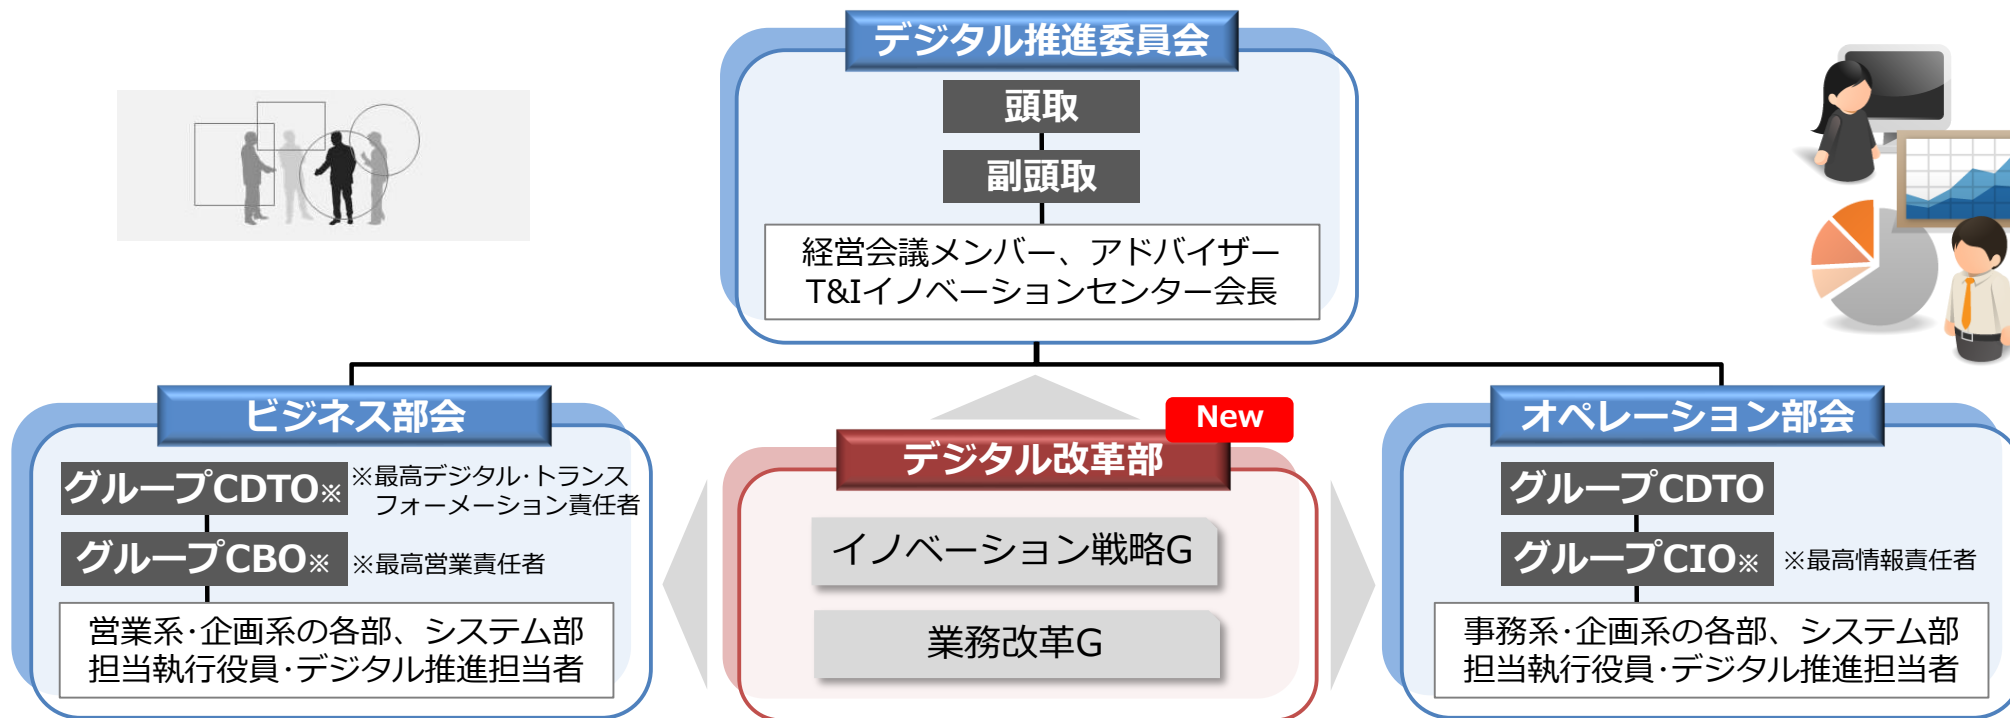 デジタル推進委員会
頭取
副頭取
経営会議メンバー、アドバイザー
T&Iイノベーションセンター会長
ビジネス部会
グループCDTO※
※最高デジタル・トランス
フォーメーション責任者
グループCBO※
※最高営業責任者
営業系・企画系の各部、システム部
担当執行役員・デジタル推進担当者
New
デジタル改革部
イノベーション戦略G
業務改革G
オペレーション部会
グループCDTO
グループCIO※
※最高情報責任者
事務系・企画系の各部、システム部
担当執行役員・デジタル推進担当者